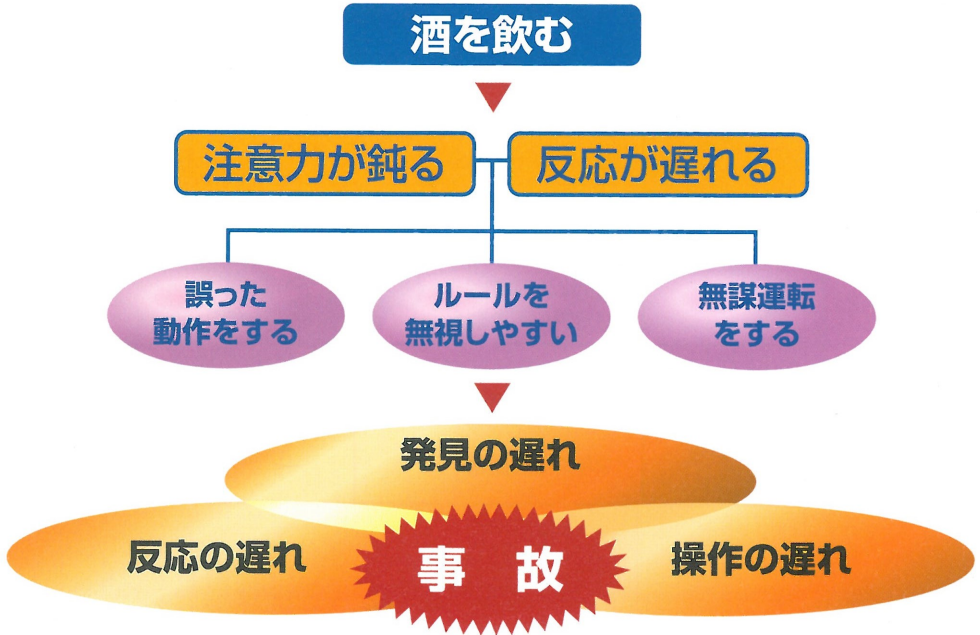 酒を飲む
注意力が鈍る
反応が遅れる
誤った
動作をする
ルールを
無視しやすい
無謀運転
をする
発見の遅れ
反応の遅れ
事 故
操作の遅れ